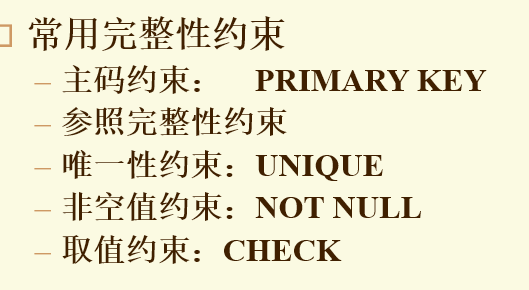 常用完整性约束
– 主码约束： PRIMARY KEY
– 参照完整性约束
– 唯一性约束：UNIQUE
– 非空值约束：NOT NULL
– 取值约束：CHECK